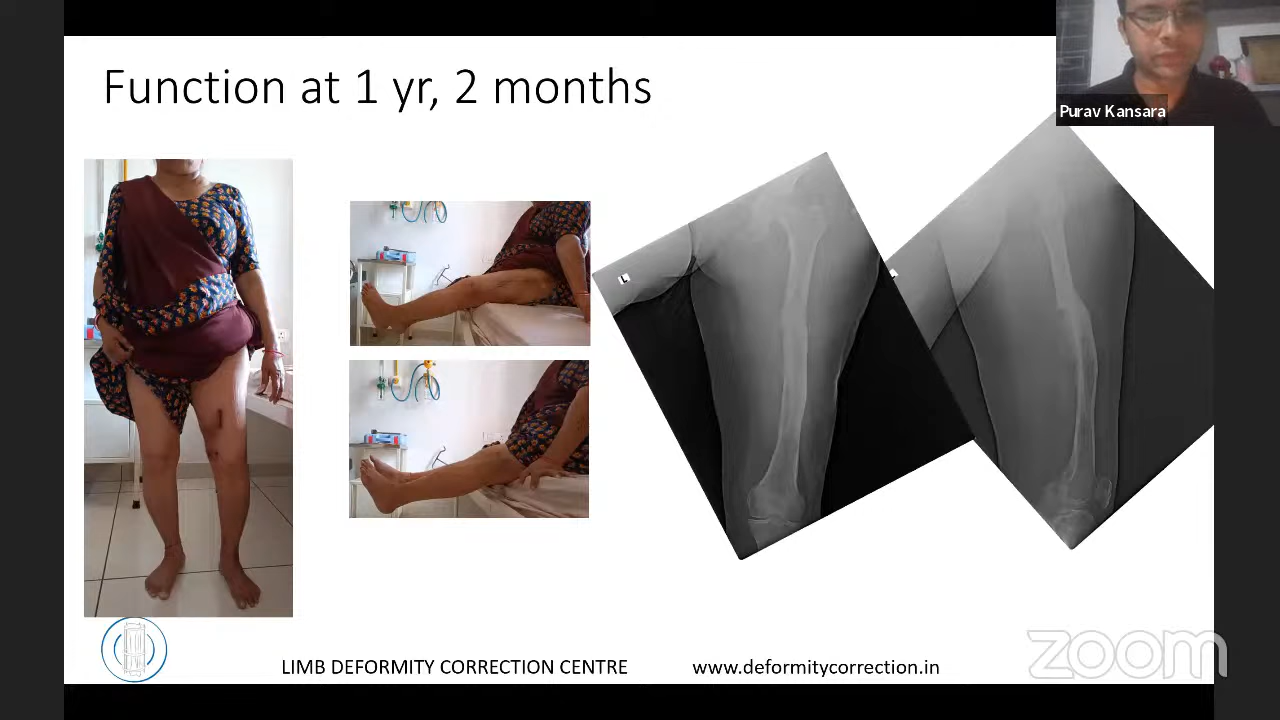 Function at 1 yr, 2 months
Purav Kansara
L
LIMB DEFORMITY CORRECTION CENTRE
www.deformitycorrection.in
zoom